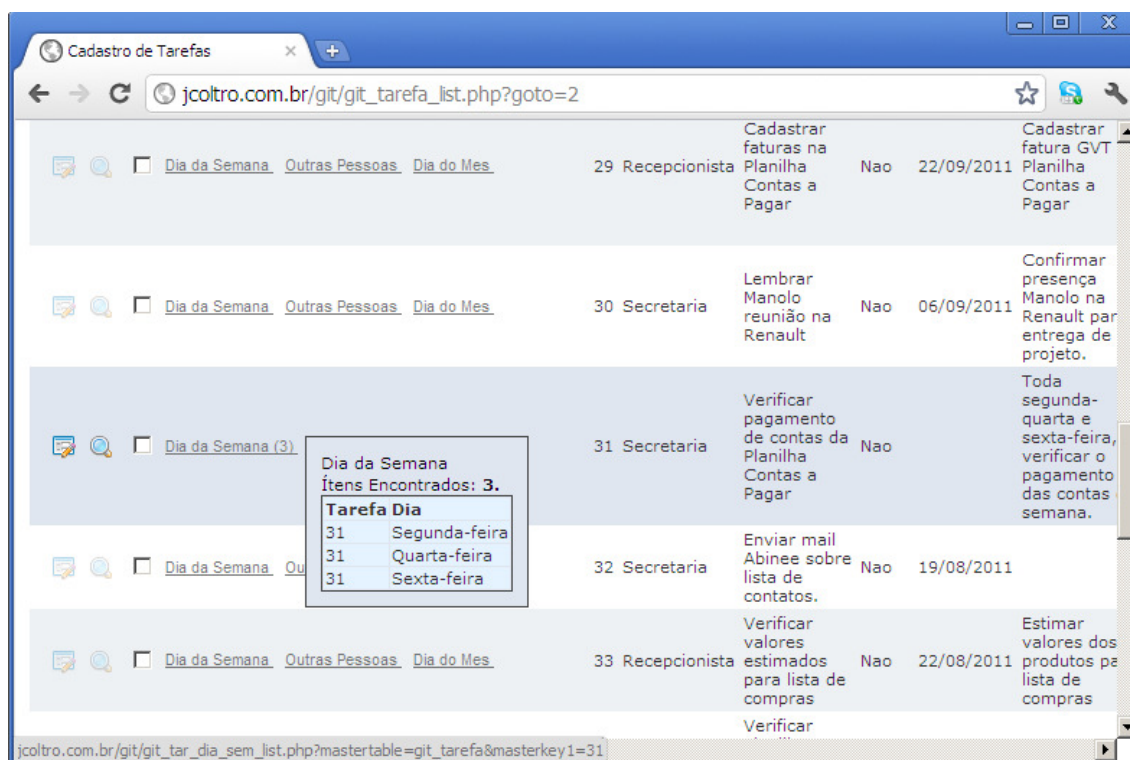 Cadastro de Tarefas
jcoltro.com.br/git/git_tarefa_list.php?goto=2
Dia da Semana Outras Pessoas Dia do Mes
29 Recepcionista
Cadastrar
faturas na
Planilha
Contas a
Pagar
Nao
22/09/2011
Cadastrar
fatura GVT
Planilha
Contas a
Pagar
Dia da Semana Outras Pessoas Dia do Mes
30 Secretaria
Lembrar
Manolo
reunião na
Renault
Nao
06/09/2011
Confirmar
presença
Manolo na
Renault par
entrega de
projeto.
Dia da Semana (3)
31 Secretaria
Verificar
pagamento
de contas da
Planilha
Contas a
Pagar
Nao
Toda
segunda-
quarta e
sexta-feira,
verificar o
pagamento
das contas
semana.
Dia da Semana
Ítens Encontrados: 3.
Tarefa Dia
31 Segunda-feira
31 Quarta-feira
31 Sexta-feira
Dia da Semana Ou
32 Secretaria
Enviar mail
Abinee sobre
lista de
contatos.
Nao
19/08/2011
Dia da Semana Outras Pessoas Dia do Mes
33 Recepcionista
Verificar
valores
estimados
para lista de
compras
Nao
22/08/2011
Estimar
valores dos
produtos pa
lista de
compras
Verificar
jcoltro.com.br/git/git_tar_dia_sem_list.php?mastertable=git_tarefa&masterkey1=31